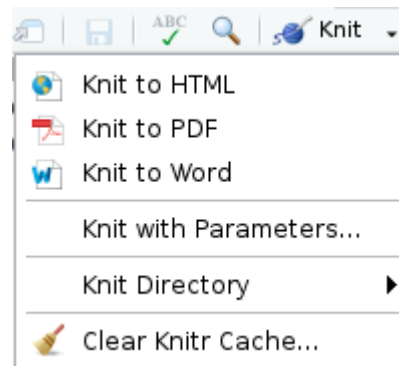 ABC Knit
Knit to HTML
Knit to PDF
Knit to Word
Knit with Parameters...
Knit Directory
Clear Knitr Cache...